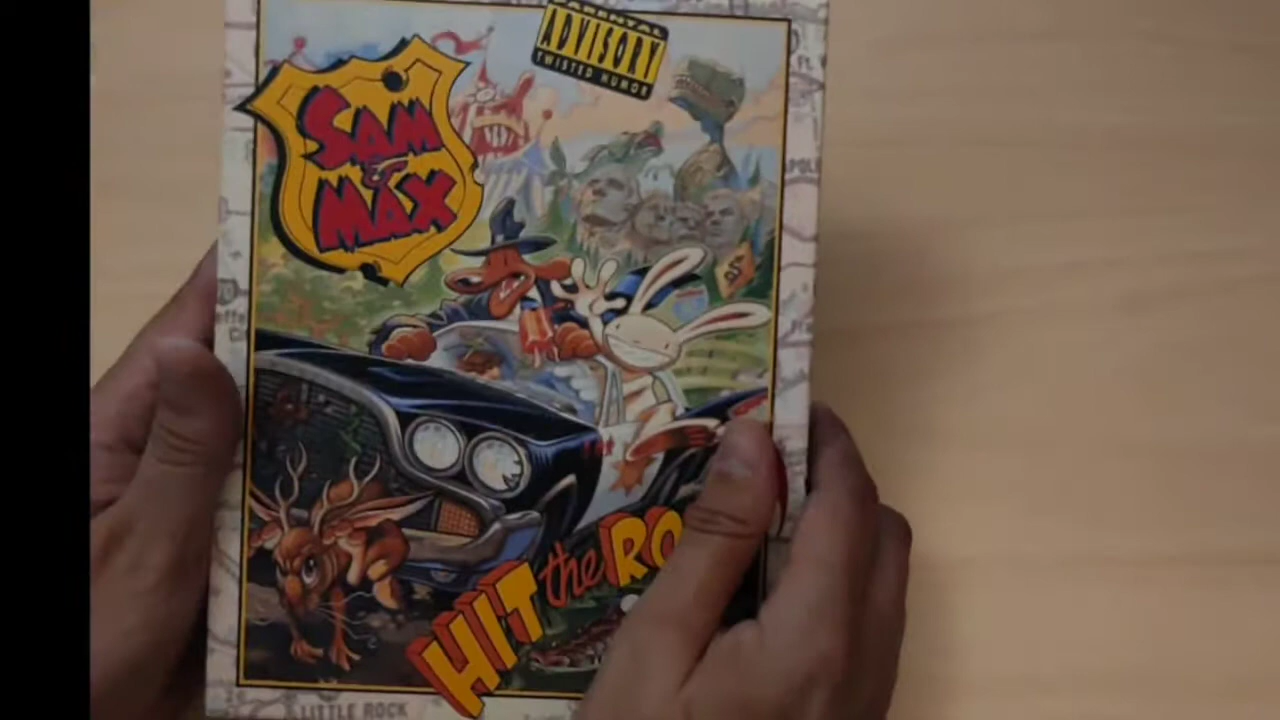 PARENTAL
ADVISORY
TWISTED HUMOR
SAM
&
MAX
HIT the RO
LITTLE ROCK